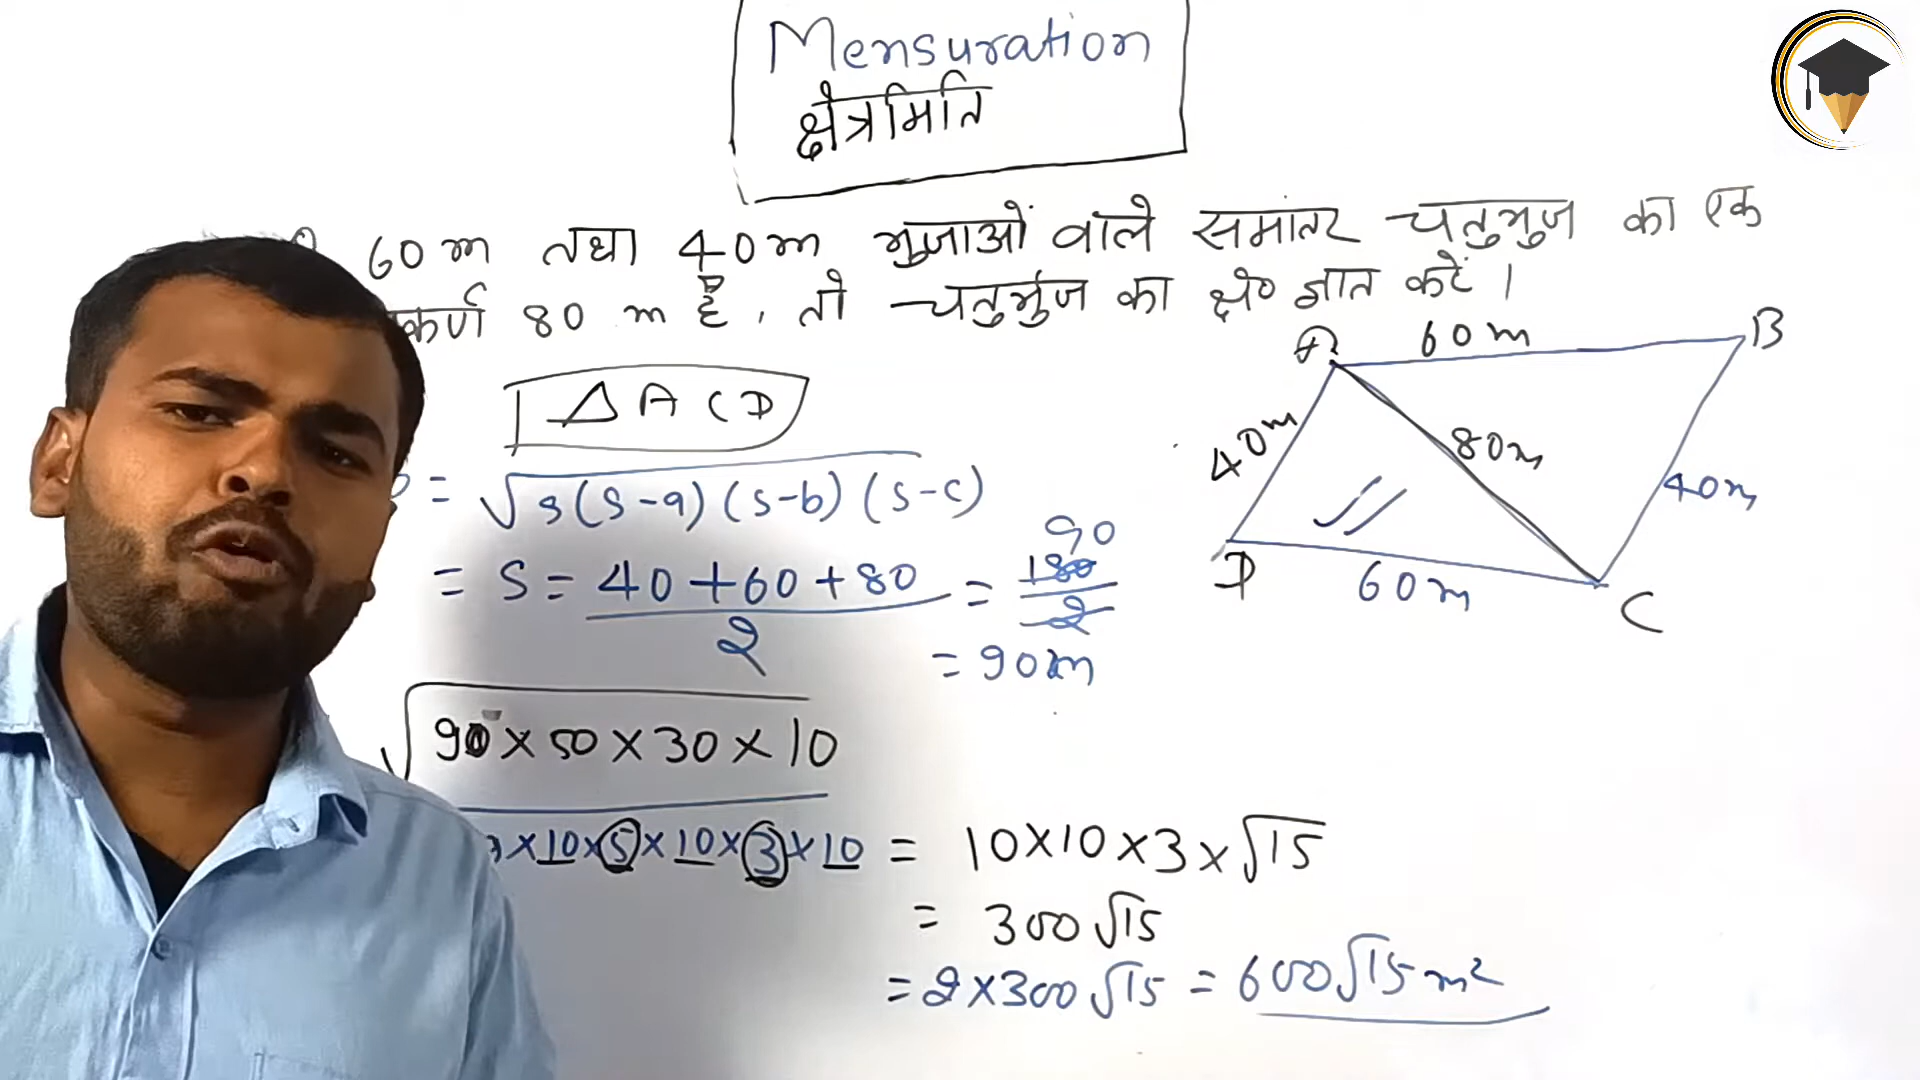 Mensuration
क्षेत्रमिति
60 m तथा 40 m भुजाओं वाले समांतर चतुर्भुज का एक
कर्ण 80 m है, तो चतुर्भुज का क्षे० ज्ञात करें।
A 60 m B
40 m 80 m 40 m
D 60 m C
△ A C D
= √s(s-a)(s-b)(s-c)
90
= S = 40+60+80/2 = 180/2
= 90 m
√90×50×30×10
×10×5×10×3×10 = 10×10×3×√15
= 300√15
= 2×300√15 = 600√15 m²